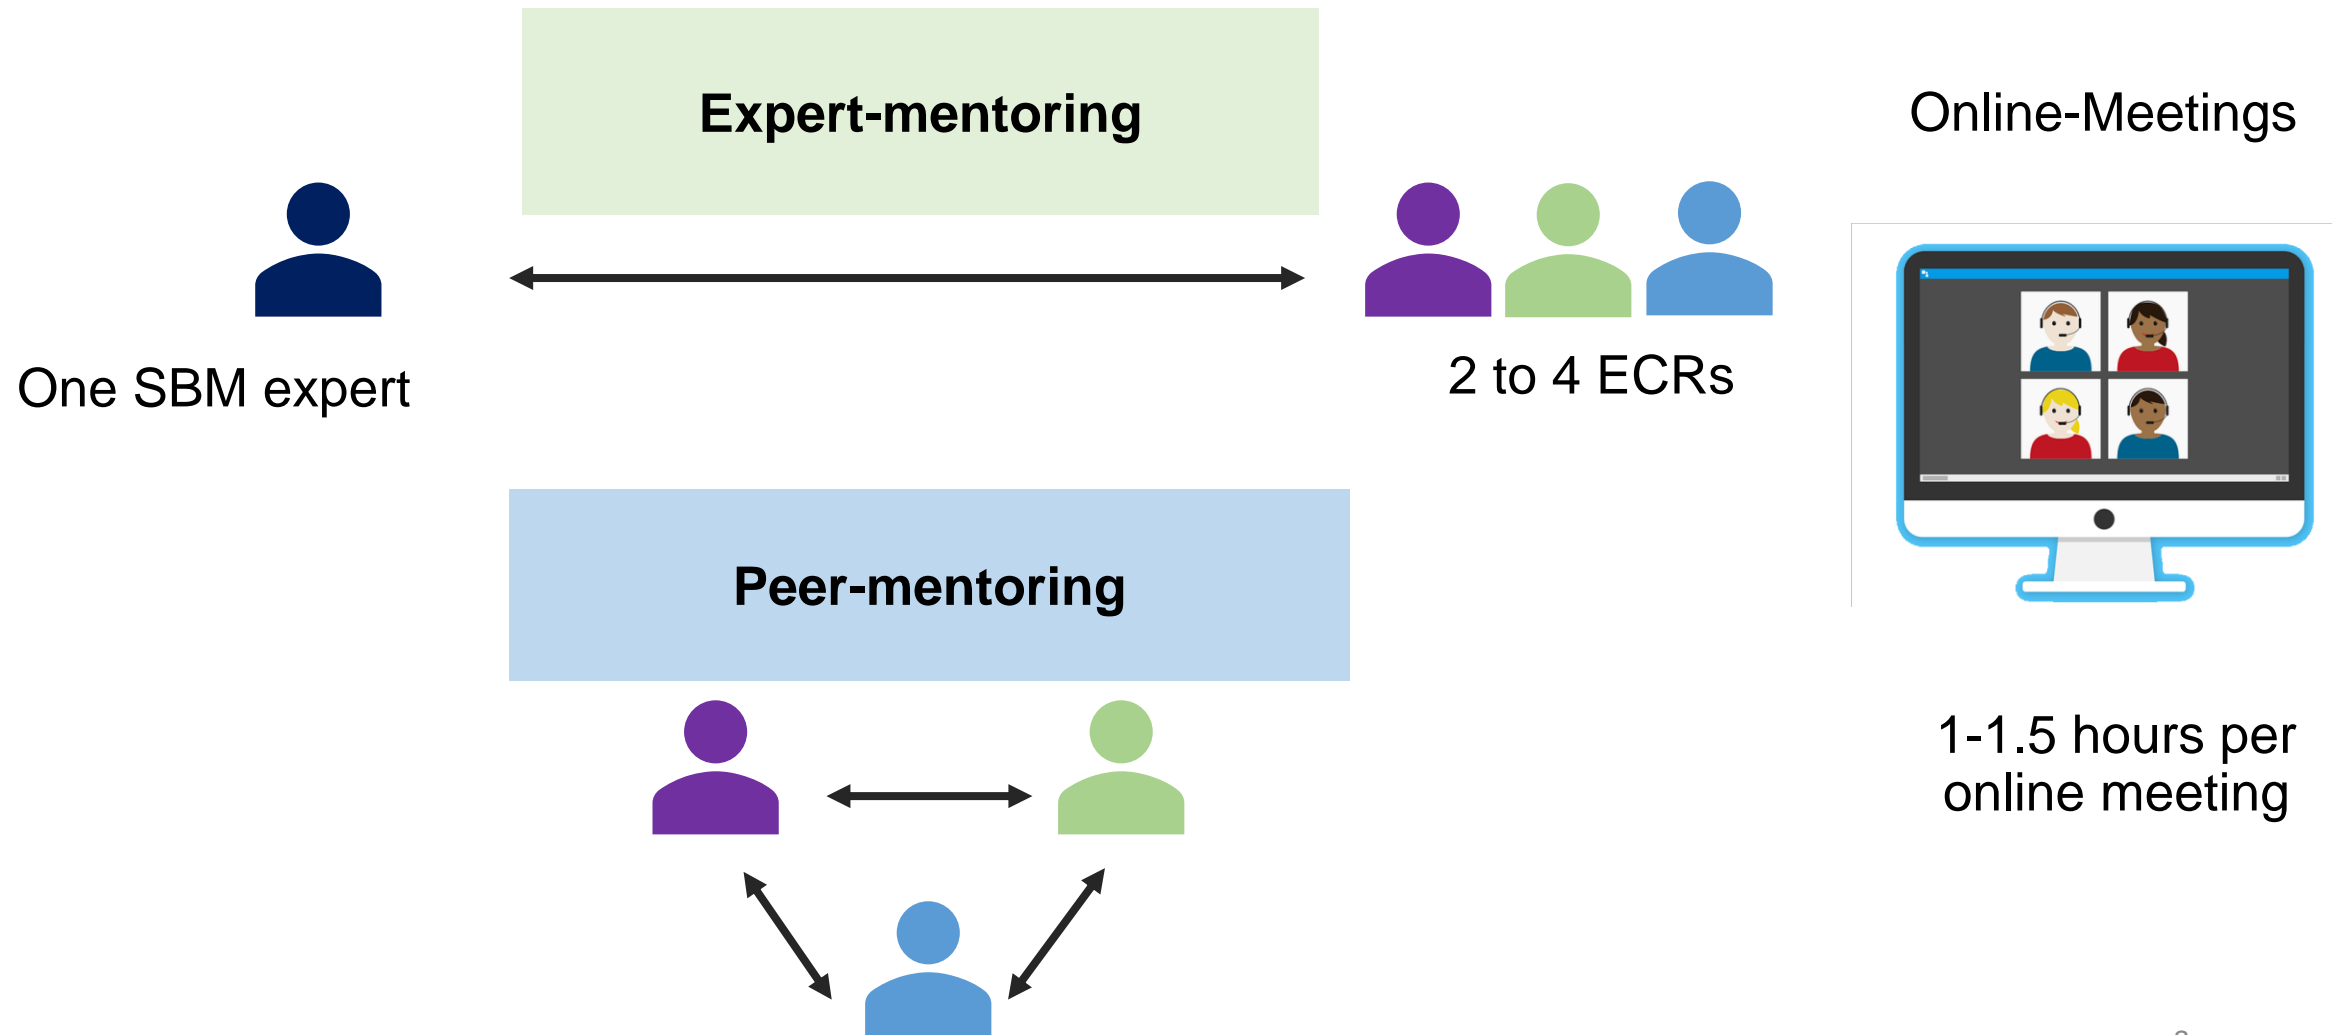 Expert-mentoring
Online-Meetings
One SBM expert
2 to 4 ECRs
Peer-mentoring
1-1.5 hours per
online meeting